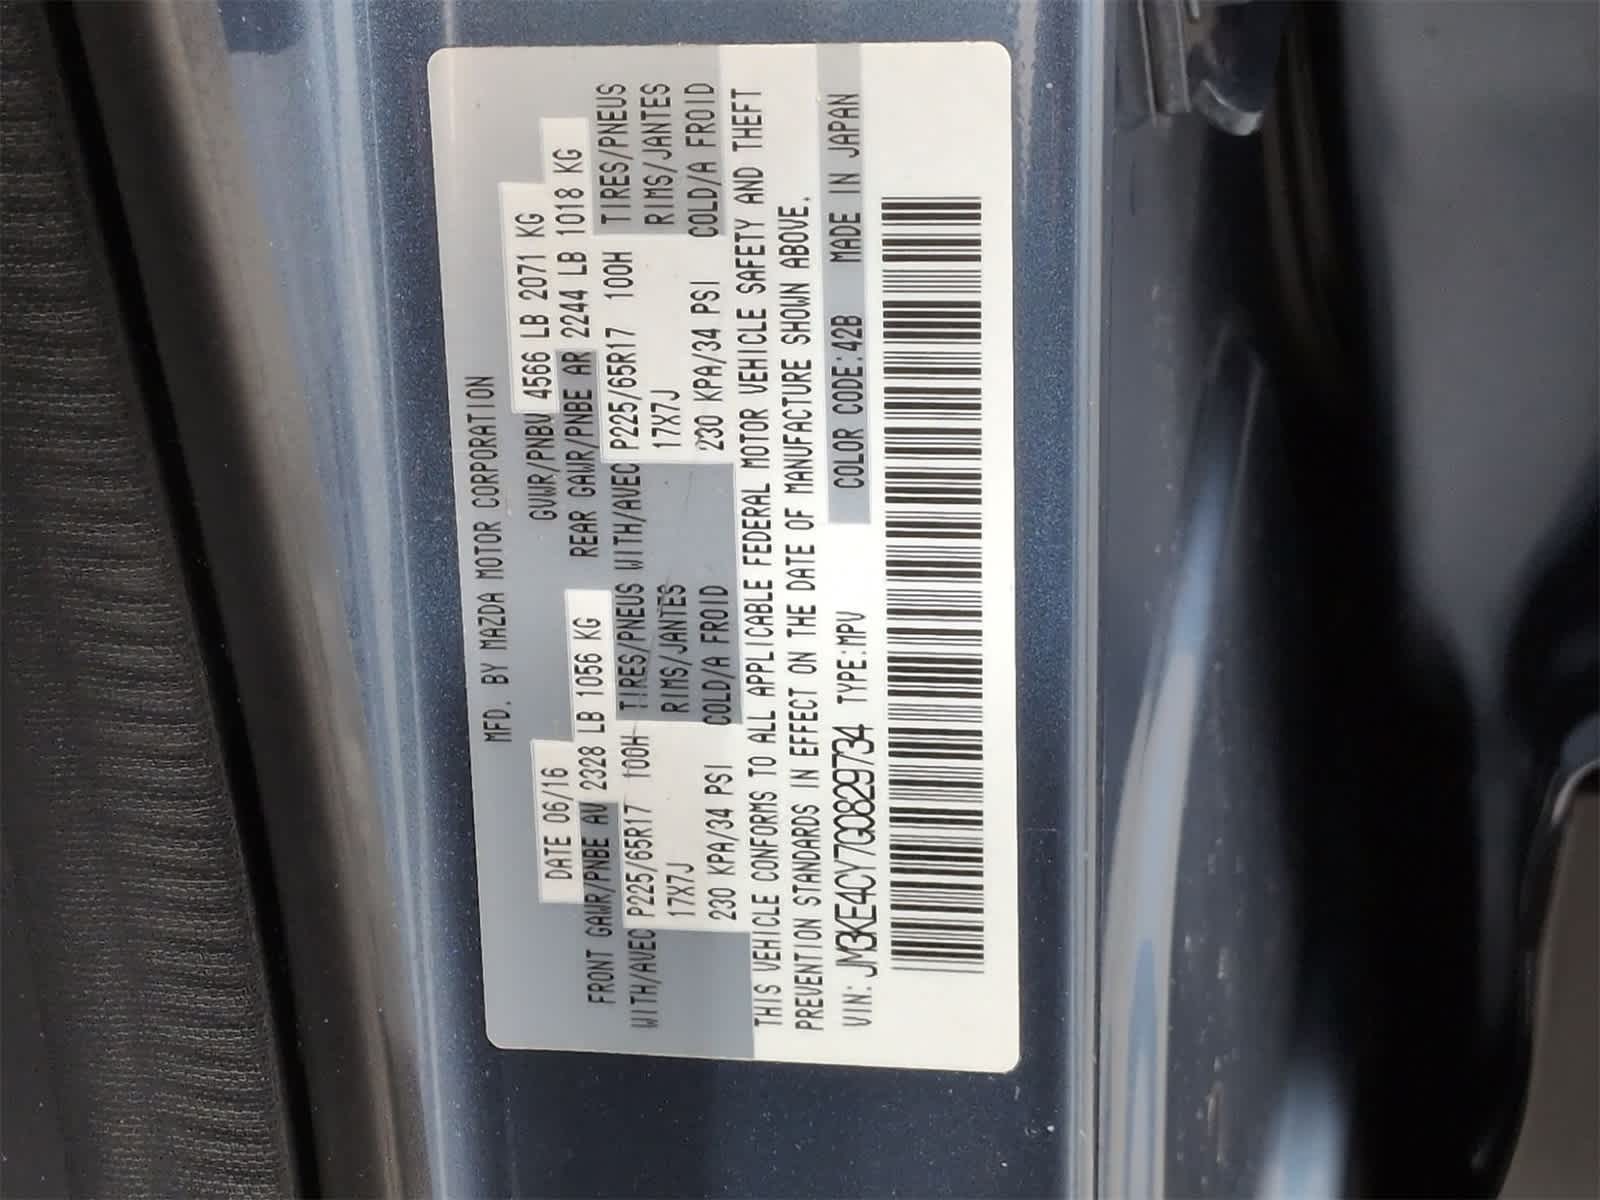 MFD. BY MAZDA MOTOR CORPORATION
DATE 06/16 GVWR/PNBV 4566 LB 2071 KG
FRONT GAWR/PNBE AV 2328 LB 1056 KG REAR GAWR/PNBE AR 2244 LB 1018 KG
WITH/AVEC P225/65R17 100H TIRES/PNEUS WITH/AVEC P225/65R17 100H TIRES/PNEUS
17X7J RIMS/JANTES 17X7J RIMS/JANTES
230 KPA/34 PSI COLD/A FROID 230 KPA/34 PSI COLD/A FROID
THIS VEHICLE CONFORMS TO ALL APPLICABLE FEDERAL MOTOR VEHICLE SAFETY AND THEFT
PREVENTION STANDARDS IN EFFECT ON THE DATE OF MANUFACTURE SHOWN ABOVE.
VIN: JM3KE4CY7G0829734 TYPE:MPV COLOR CODE:42B MADE IN JAPAN